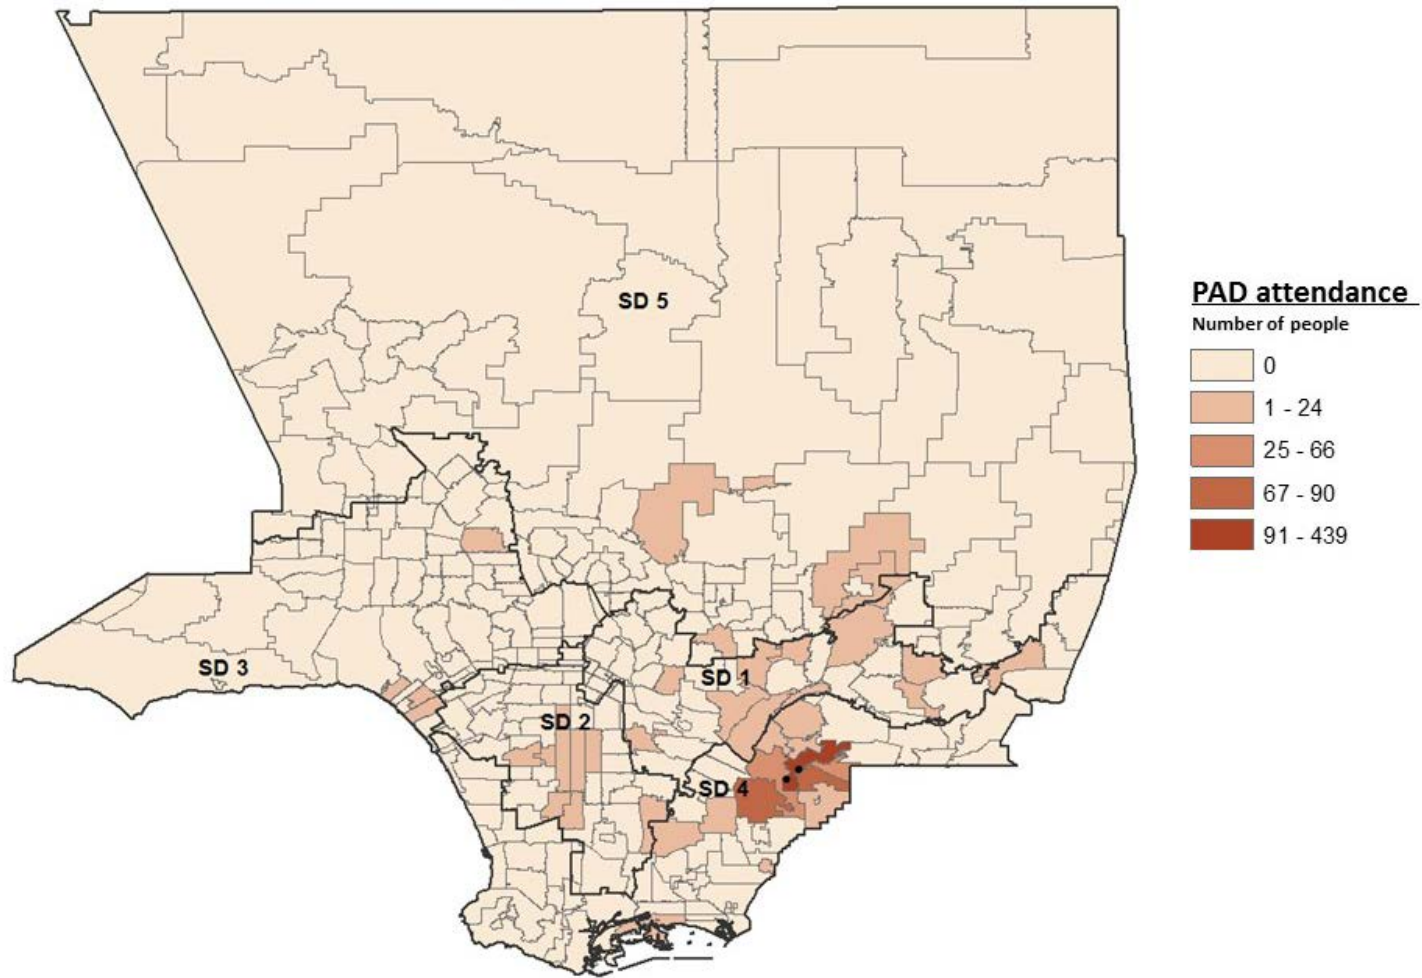 SD 5
SD 3
SD 1
SD 2
SD 4
PAD attendance
Number of people
0
1 - 24
25 - 66
67 - 90
91 - 439